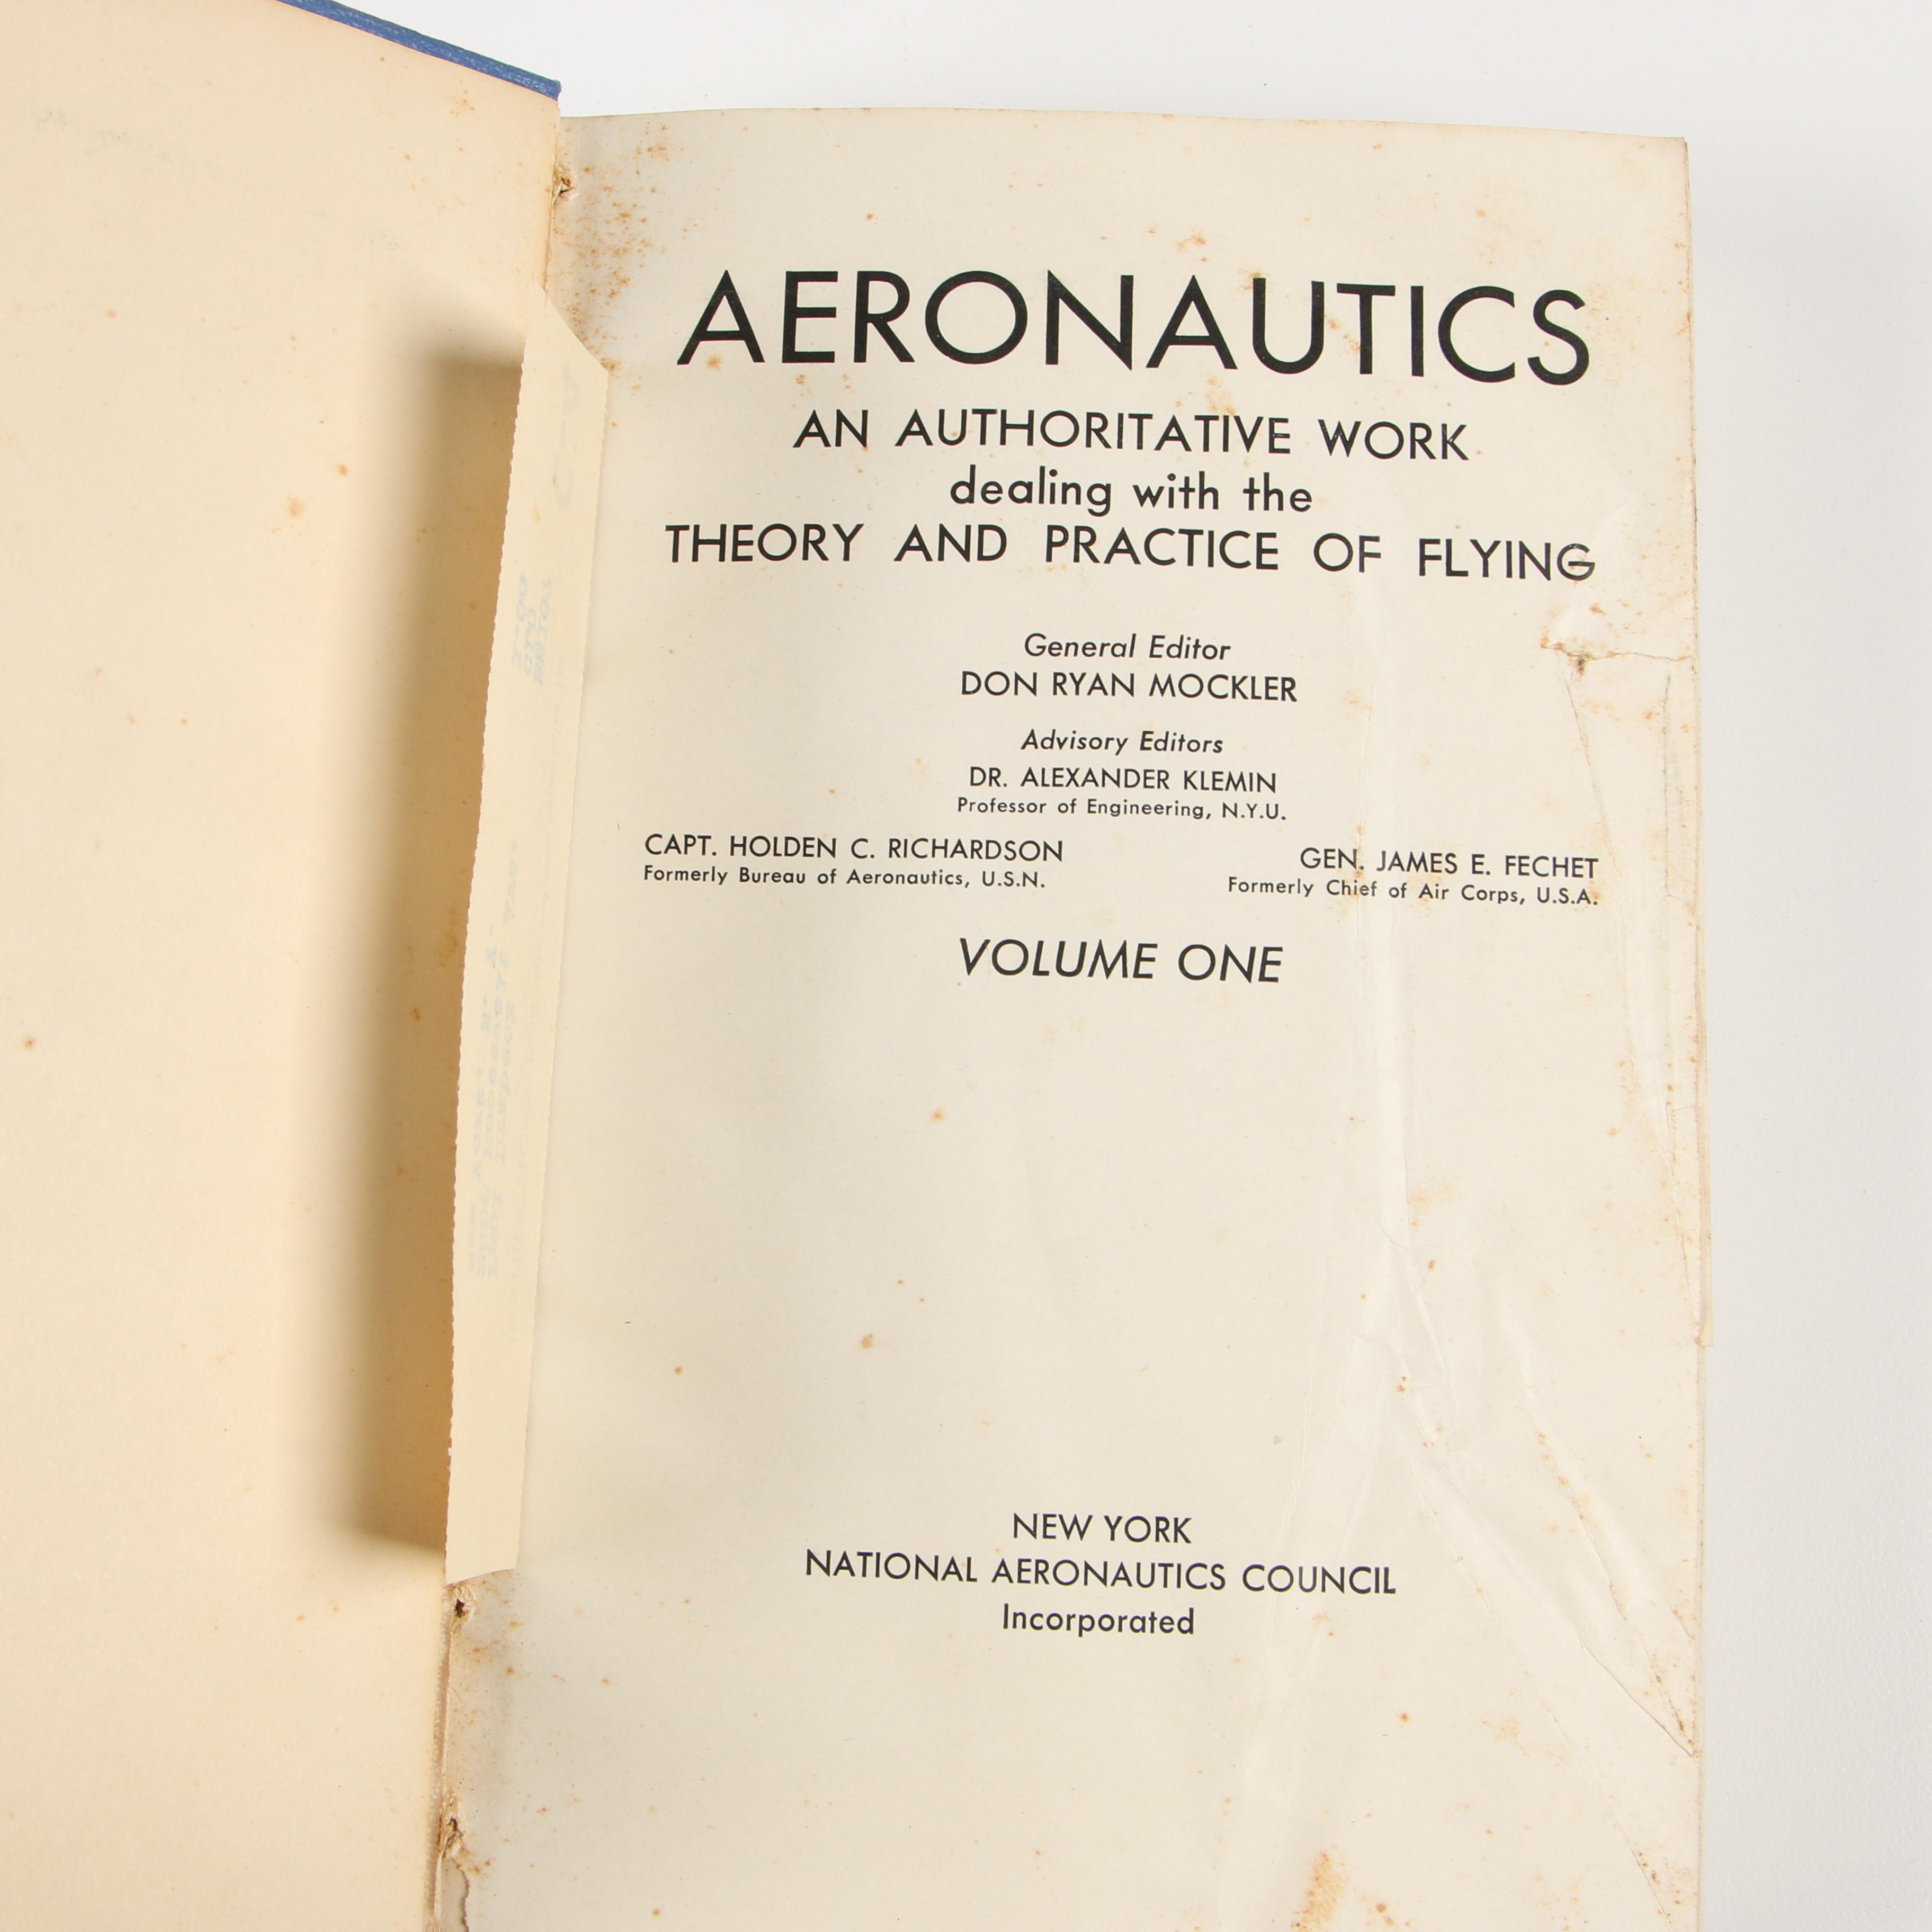 AERONAUTICS
AN AUTHORITATIVE WORK
dealing with the
THEORY AND PRACTICE OF FLYING
General Editor
DON RYAN MOCKLER
Advisory Editors
DR. ALEXANDER KLEMIN
Professor of Engineering, N.Y.U.
CAPT. HOLDEN C. RICHARDSON
Formerly Bureau of Aeronautics, U.S.N.
GEN. JAMES E. FECHET
Formerly Chief of Air Corps, U.S.A.
VOLUME ONE
NEW YORK
NATIONAL AERONAUTICS COUNCIL
Incorporated